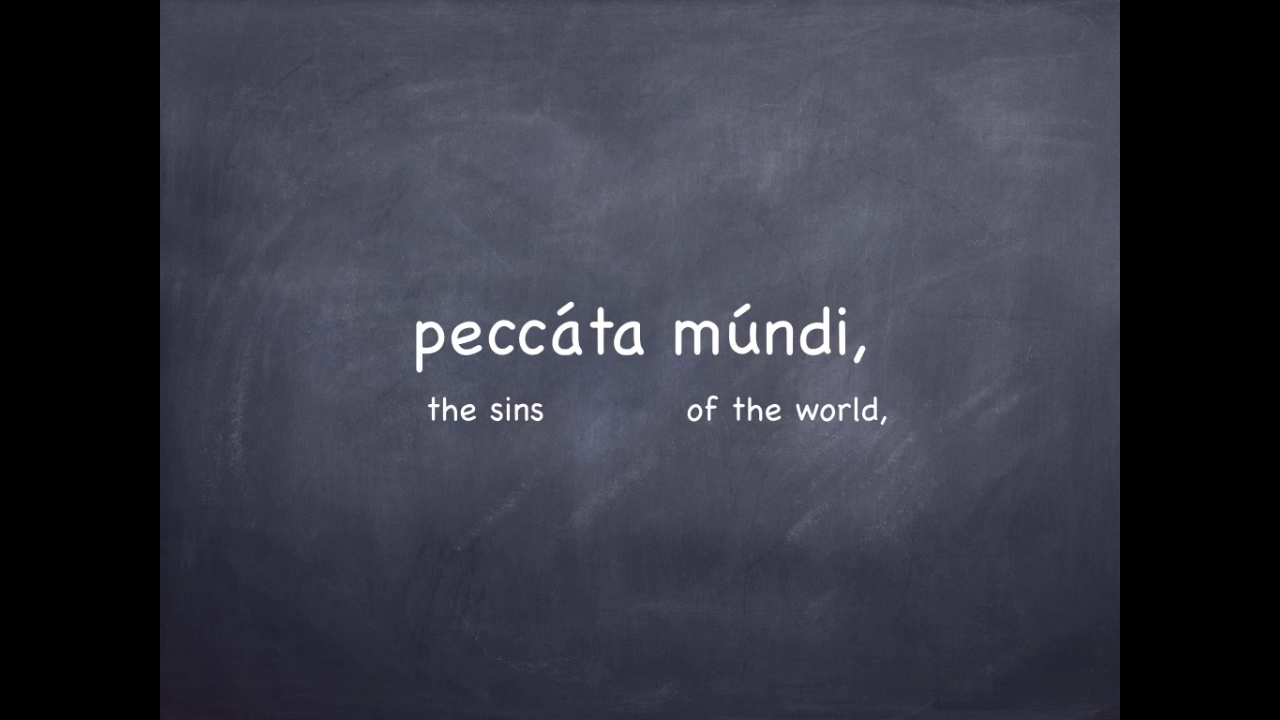 peccáta múndi,
the sins of the world,